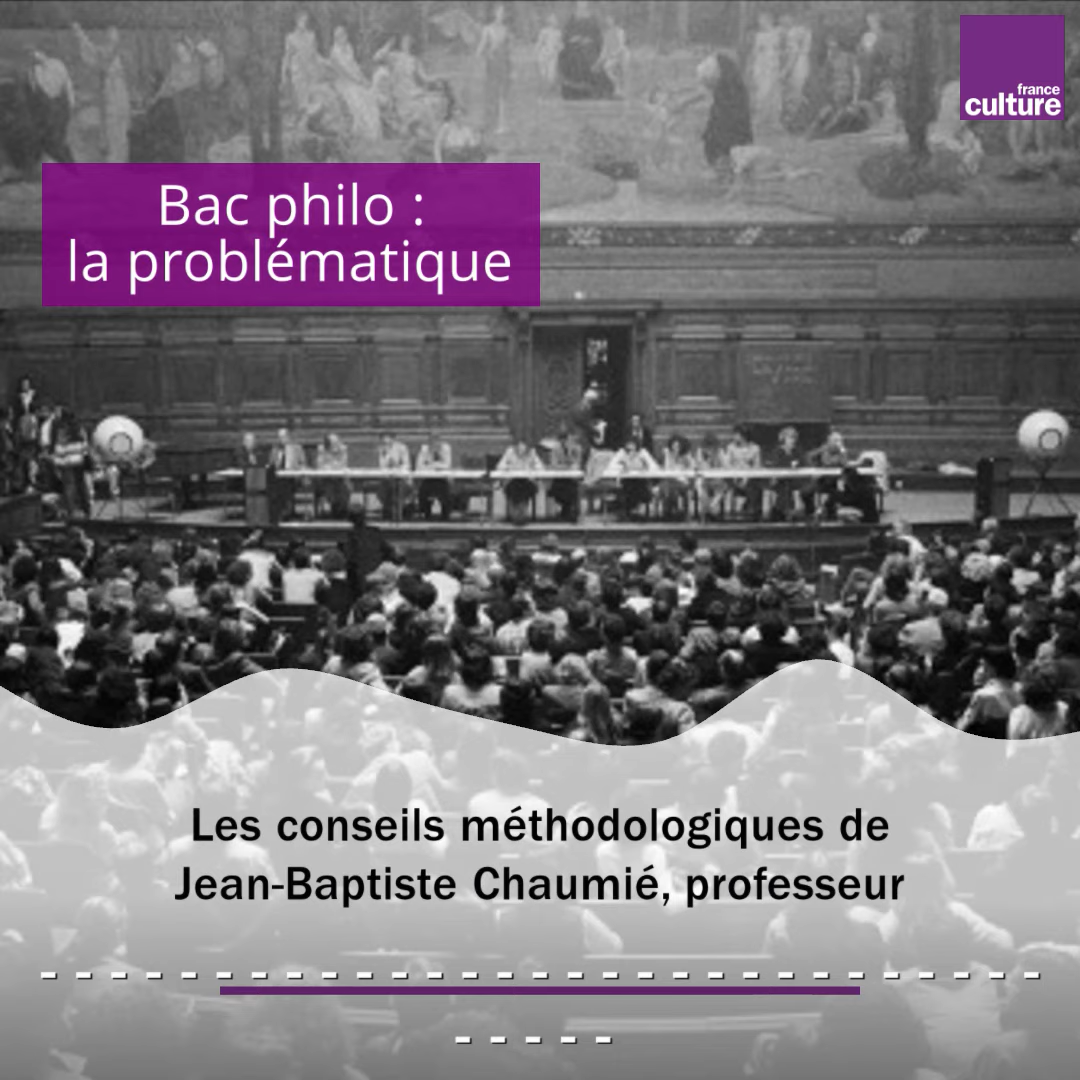 france
culture
Bac philo :
la problématique
Les conseils méthodologiques de
Jean-Baptiste Chaumié, professeur